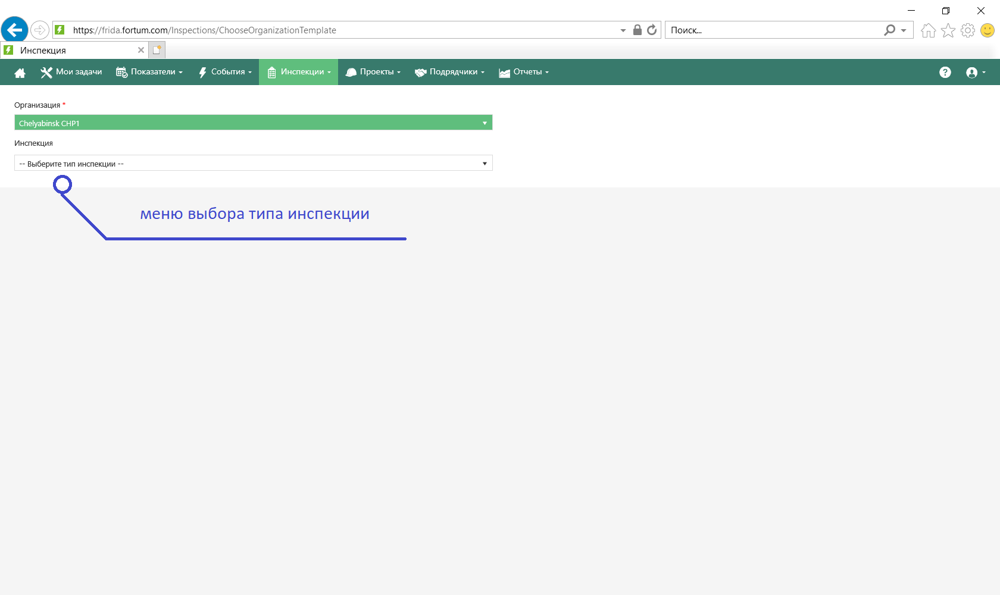 https://frida.fortum.com/Inspections/ChooseOrganizationTemplate
Поиск...
Инспекция
Мои задачи Показатели События Инспекции Проекты Подрядчики Отчеты
?
Организация *
Chelyabinsk CHP1
Инспекция
-- Выберите тип инспекции --
меню выбора типа инспекции